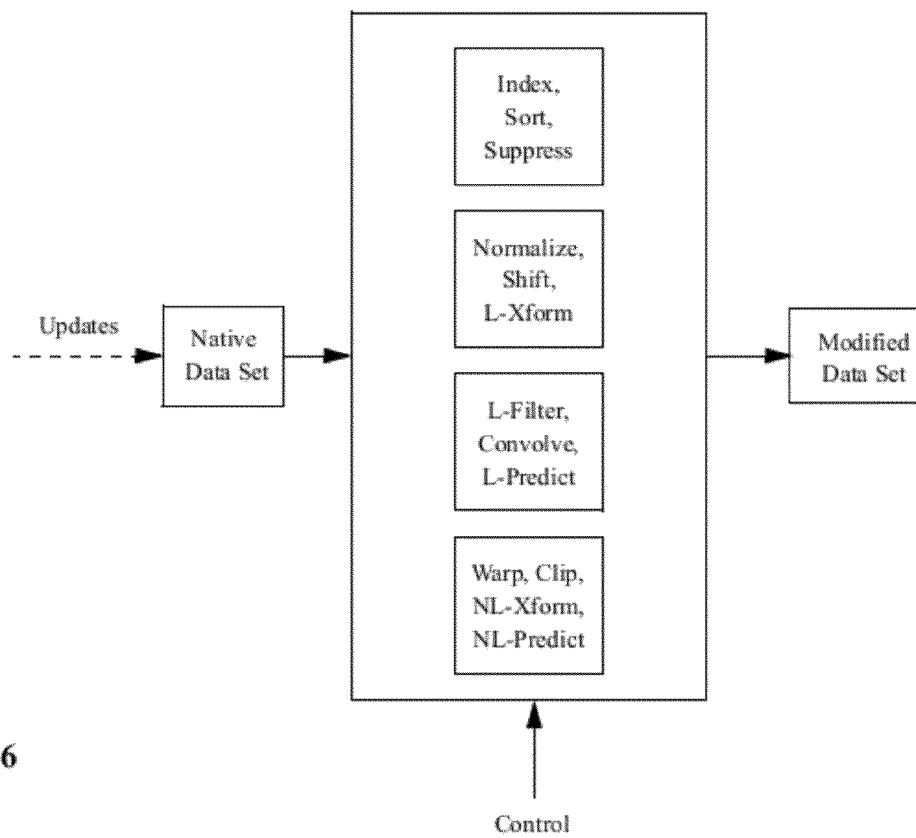 Index,
Sort,
Suppress
Normalize,
Shift,
L-Xform
Updates
Native
Data Set
Modified
Data Set
L-Filter,
Convolve,
L-Predict
Warp, Clip,
NL-Xform,
NL-Predict
6
Control